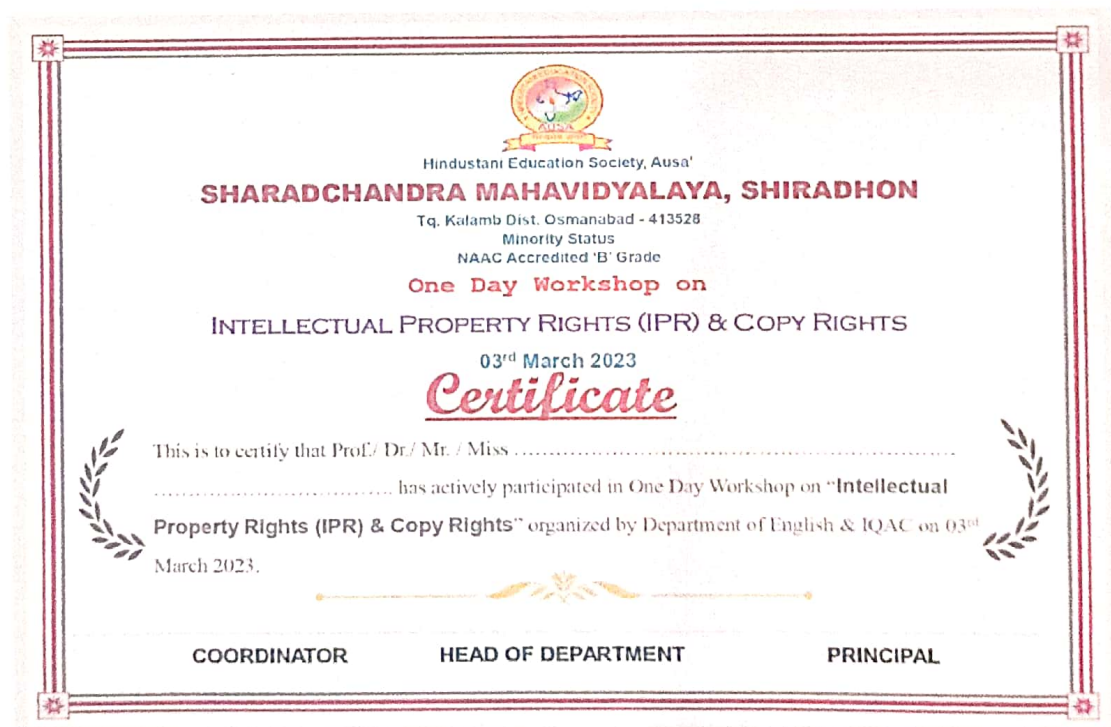 AUSA
Hindustani Education Society, Ausa'
SHARADCHANDRA MAHAVIDYALAYA, SHIRADHON
Tq. Kalamb Dist. Osmanabad - 413528
Minority Status
NAAC Accredited 'B' Grade
One Day Workshop on
INTELLECTUAL PROPERTY RIGHTS (IPR) & COPY RIGHTS
03rd March 2023
Certificate
This is to certify that Prof./ Dr./ Mr. / Miss ..........................................................................
.................................... has actively participated in One Day Workshop on "Intellectual
Property Rights (IPR) & Copy Rights" organized by Department of English & IQAC on 03rd
March 2023.
COORDINATOR HEAD OF DEPARTMENT PRINCIPAL